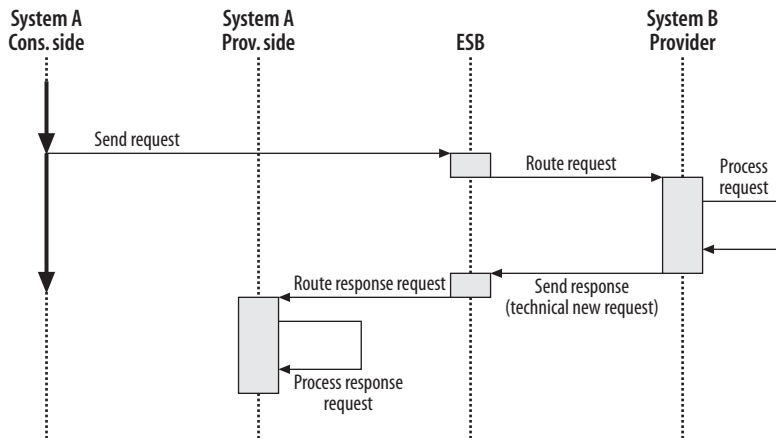 System A
Cons. side
System A
Prov. side
ESB
System B
Provider
Send request
Route request
Process
request
Route response request
Send response
(technical new request)
Process response
request